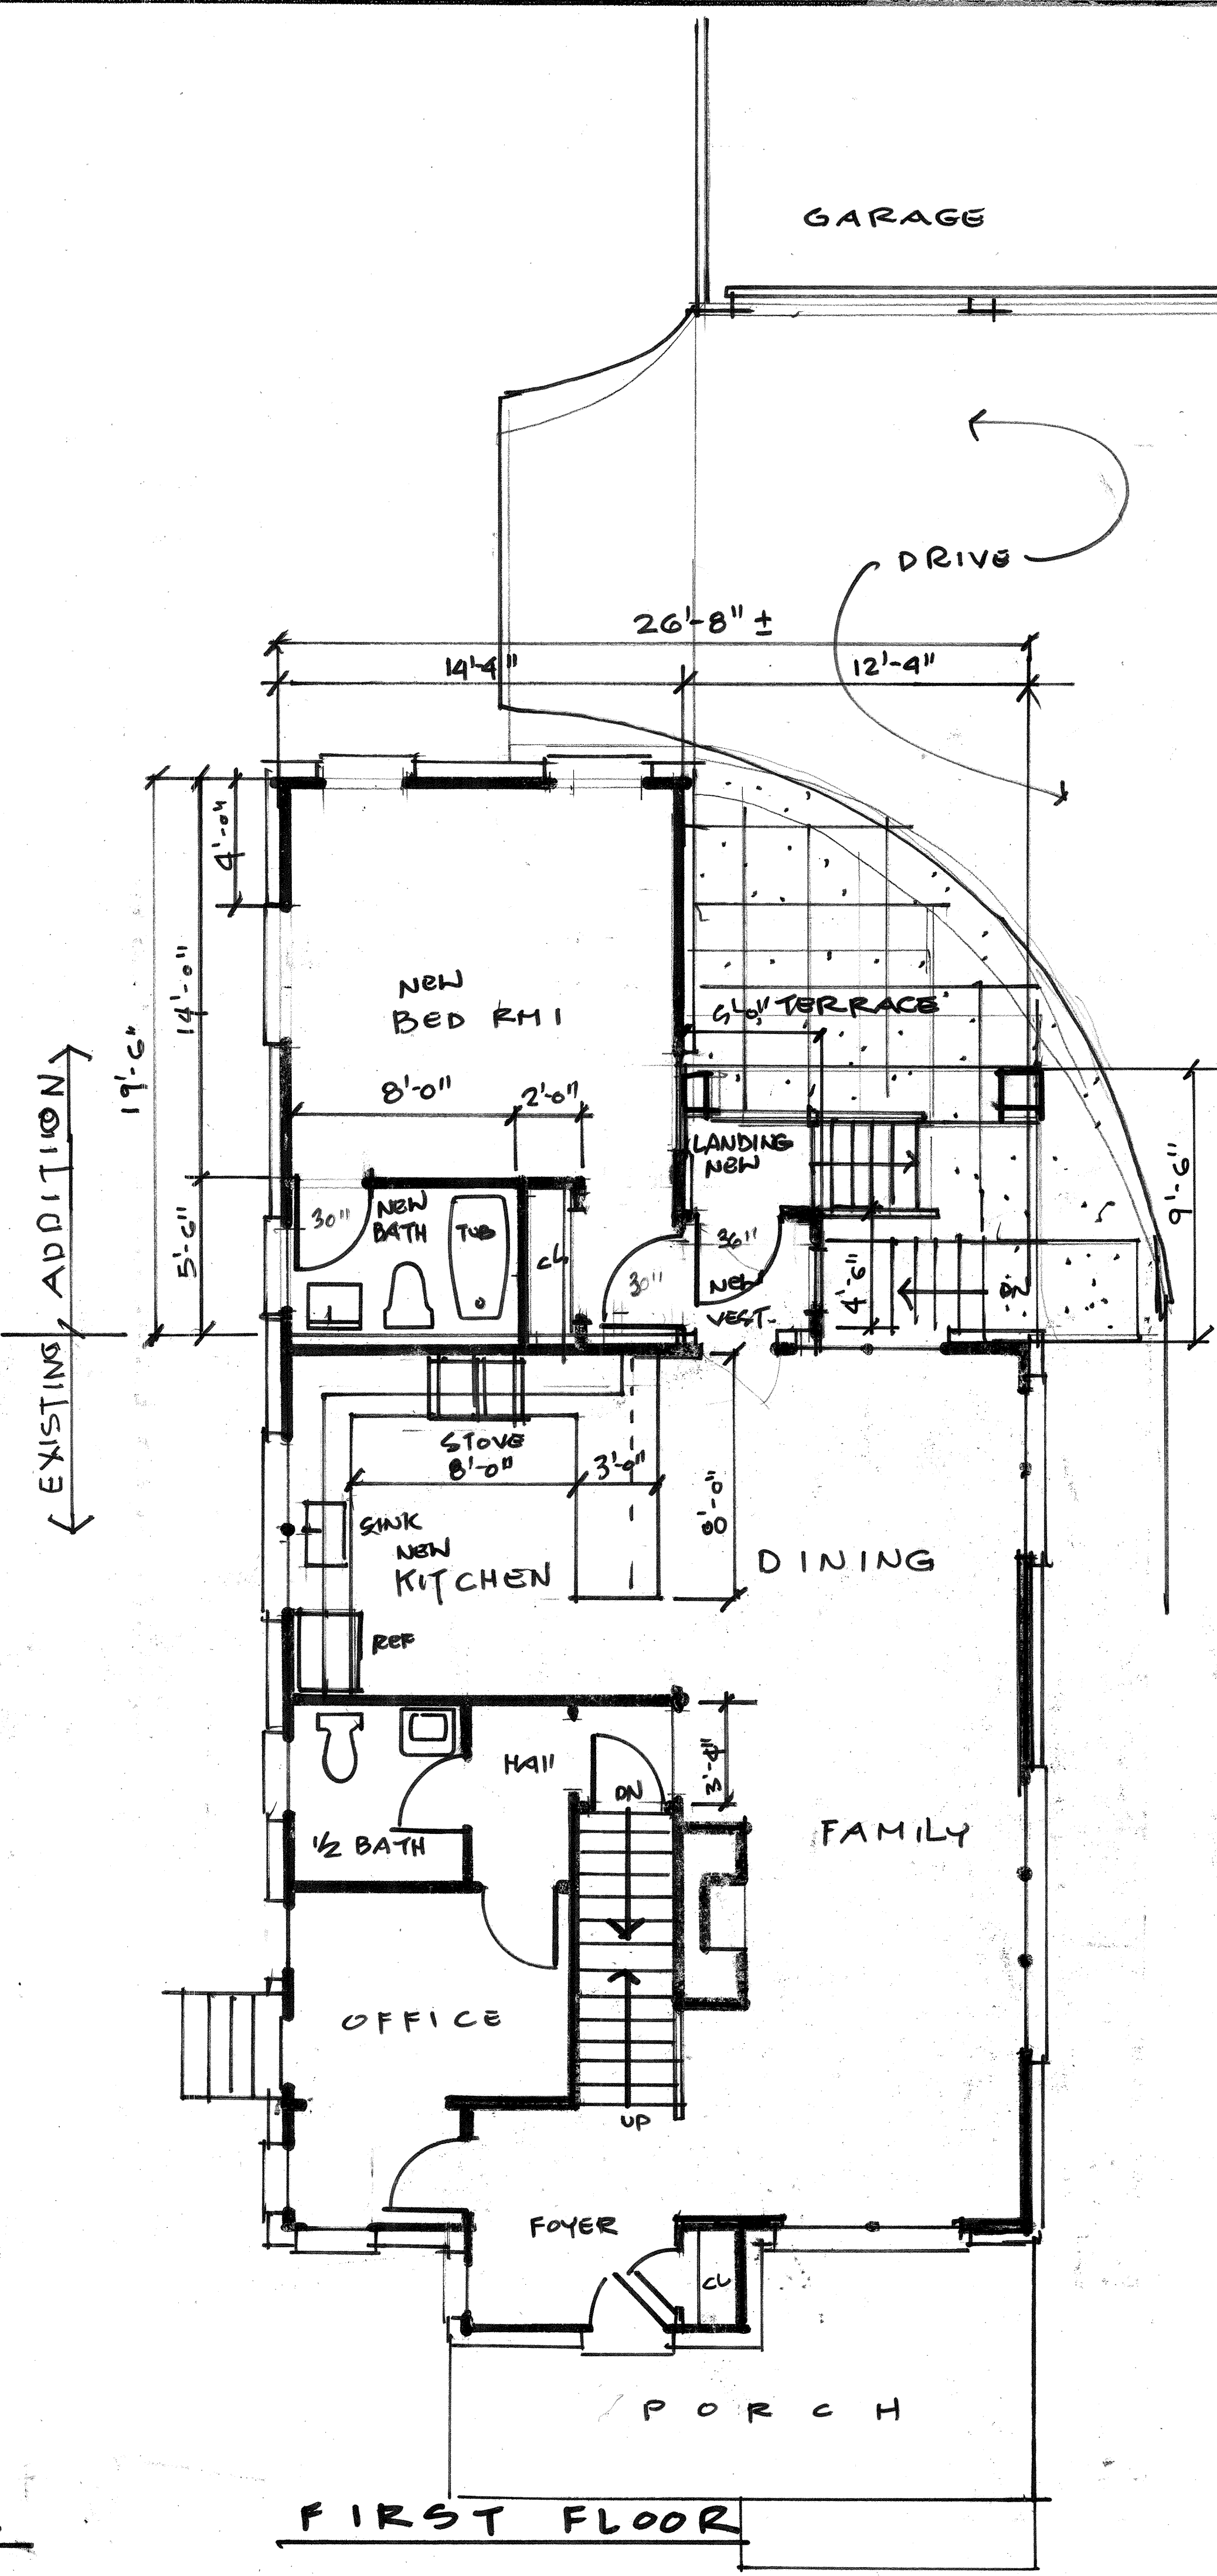 GARAGE
DRIVE
26'-8" ±
14'-4"
12'-4"
4'-0"
14'-0"
19'-6"
5'-6"
NEW
BED RM 1
8'-0"
2'-0"
TERRACE
LANDING
NEW
9'-6"
30"
NEW
BATH
TUB
CL
30"
36"
NEW
VEST.
4'-6"
ADDITION
EXISTING
STOVE
8'-0"
3'-0"
8'-0"
SINK
NEW
KITCHEN
DINING
REF
HALL
3'-4"
DN
1/2 BATH
FAMILY
OFFICE
UP
FOYER
CL
PORCH
FIRST FLOOR